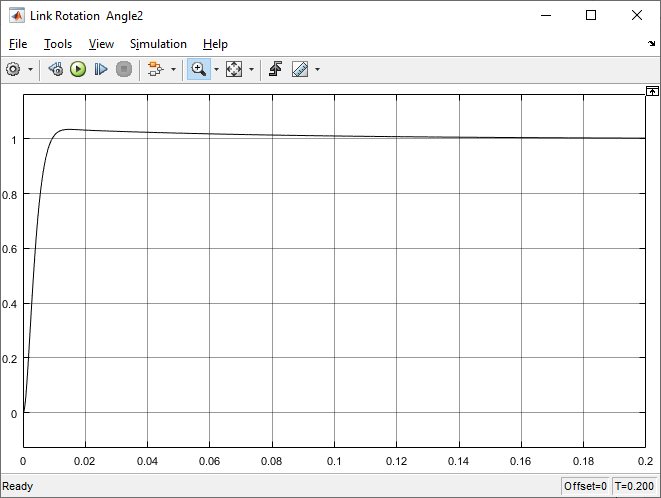 Link Rotation Angle2
File Tools View Simulation Help
1
0.8
0.6
0.4
0.2
0
0 0.02 0.04 0.06 0.08 0.1 0.12 0.14 0.16 0.18 0.2
Ready Offset=0 T=0.200